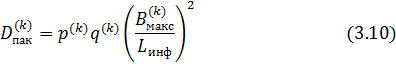 D_пак^(k) = p^(k) q^(k) (B_макс^(k) / L_инф)^2 (3.10)